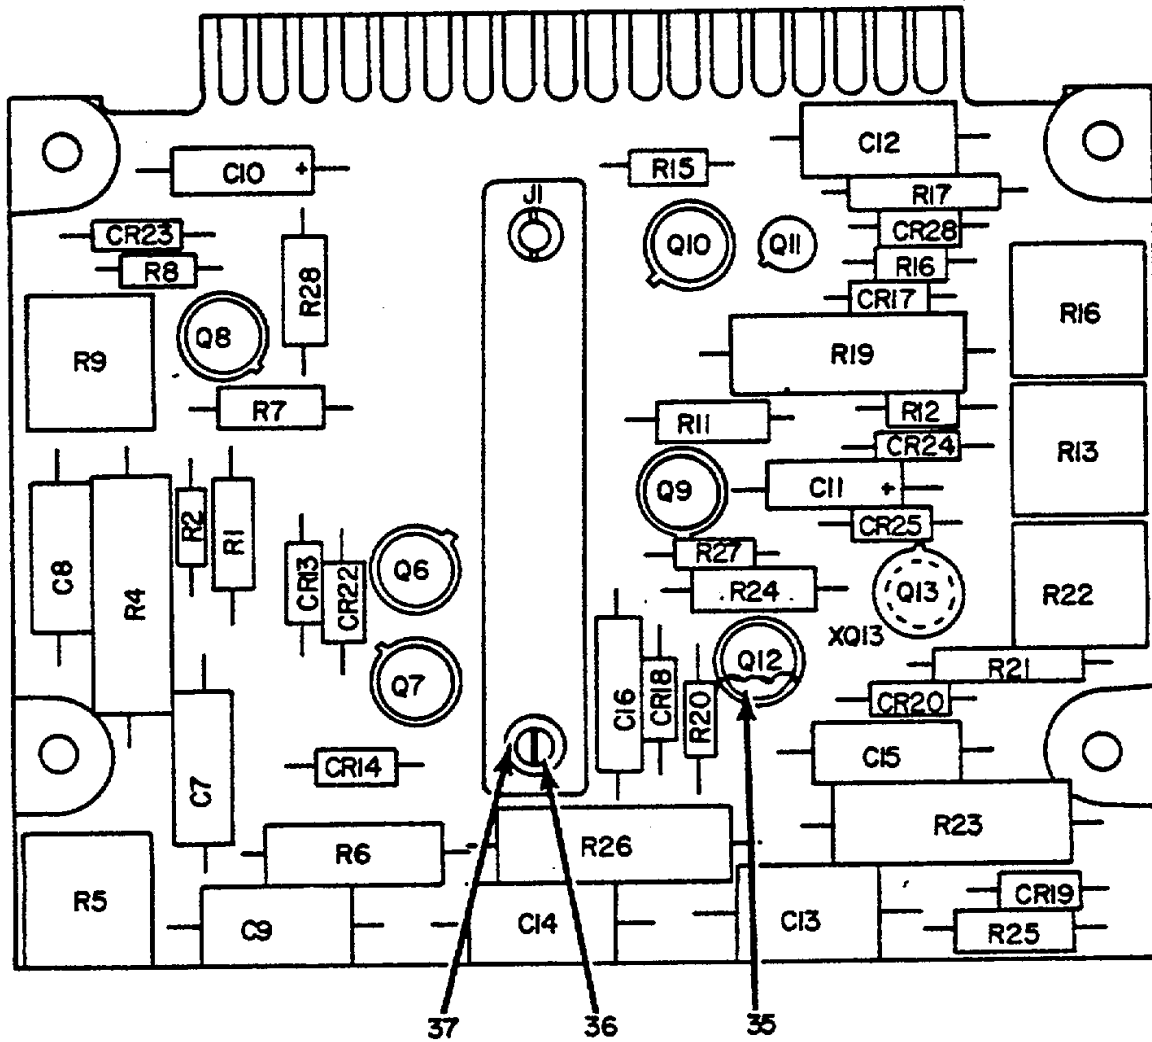 C12
C10 +
R15
J1
R17
CR23
Q10
Q11
CR28
R8
R16
R28
CR17
R16
Q8
R9
R19
R7
R12
R11
CR24
R13
Q9
C11 +
R2
R1
CR25
C8
R4
CR13
CR22
Q6
R27
R24
Q13
R22
XQ13
Q12
Q7
C16
CR18
R20
R21
CR20
CR14
C7
C15
R23
R6
R26
R5
C9
C14
C13
CR19
R25
37
36
35